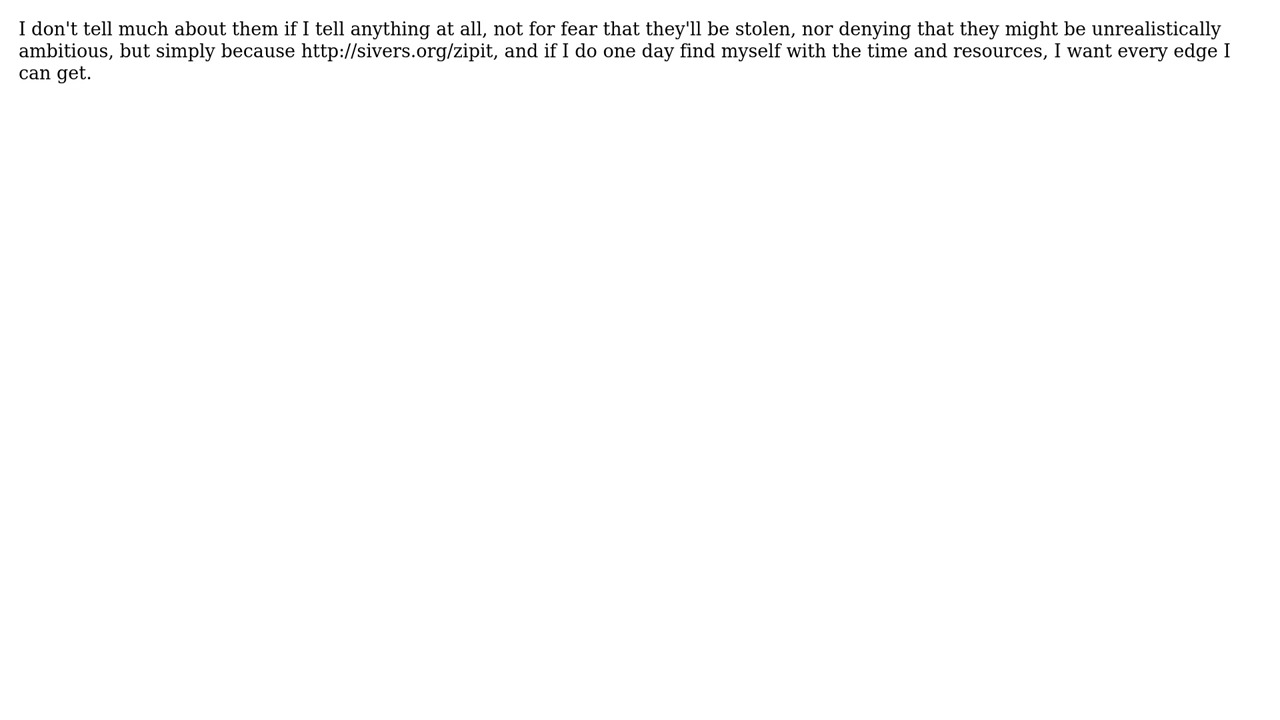 I don't tell much about them if I tell anything at all, not for fear that they'll be stolen, nor denying that they might be unrealistically
ambitious, but simply because http://sivers.org/zipit, and if I do one day find myself with the time and resources, I want every edge I
can get.